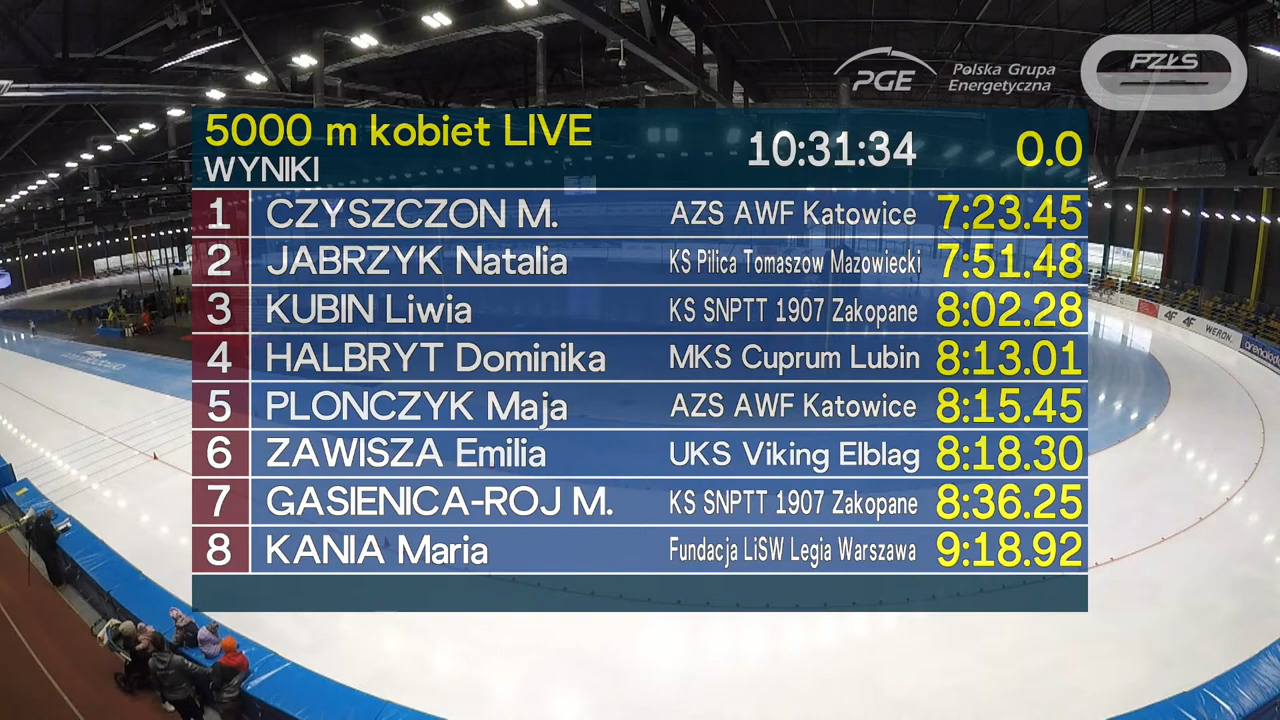 PGE Polska Grupa
Energetyczna
PZŁS
5000 m kobiet LIVE
WYNIKI
10:31:34
0.0
1 CZYSZCZON M. AZS AWF Katowice 7:23.45
2 JABRZYK Natalia KS Pilica Tomaszow Mazowiecki 7:51.48
3 KUBIN Liwia KS SNPTT 1907 Zakopane 8:02.28
4 HALBRYT Dominika MKS Cuprum Lubin 8:13.01
5 PLONCZYK Maja AZS AWF Katowice 8:15.45
6 ZAWISZA Emilia UKS Viking Elblag 8:18.30
7 GASIENICA-ROJ M. KS SNPTT 1907 Zakopane 8:36.25
8 KANIA Maria Fundacja LiSW Legia Warszawa 9:18.92
4F 4F WERON.